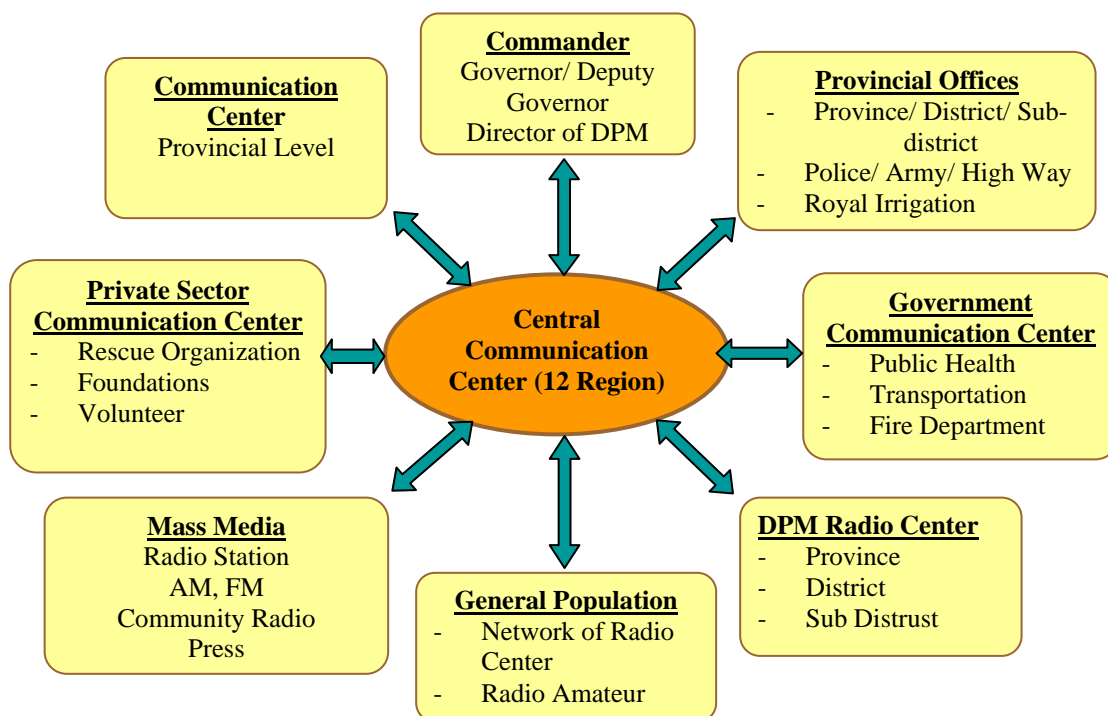 Commander
Governor/ Deputy
Governor
Director of DPM
Communication
Center
Provincial Level
Provincial Offices
- Province/ District/ Sub-
district
- Police/ Army/ High Way
- Royal Irrigation
Private Sector
Communication Center
- Rescue Organization
- Foundations
- Volunteer
Central
Communication
Center (12 Region)
Government
Communication Center
- Public Health
- Transportation
- Fire Department
Mass Media
Radio Station
AM, FM
Community Radio
Press
General Population
- Network of Radio
Center
- Radio Amateur
DPM Radio Center
- Province
- District
- Sub Distrust